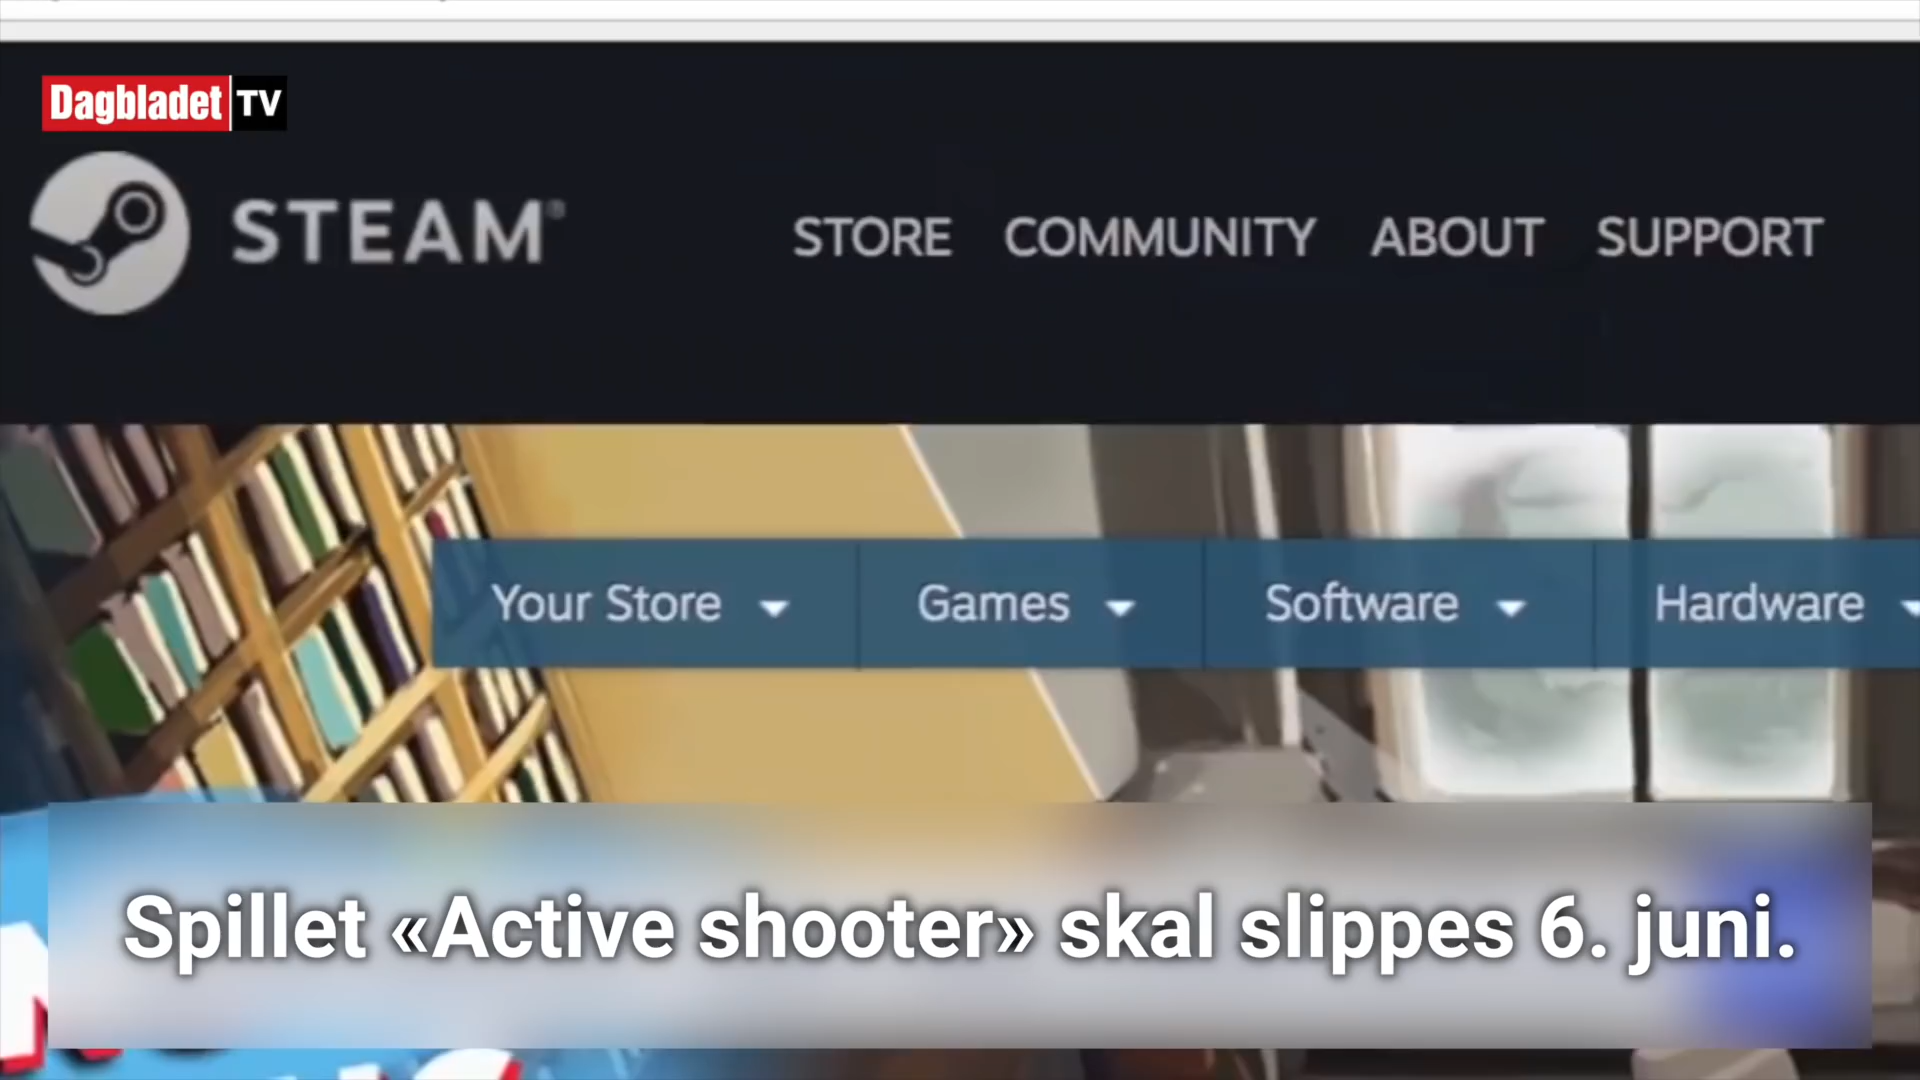 Dagbladet TV
STEAM®
STORE COMMUNITY ABOUT SUPPORT
Your Store Games Software Hardware
Spillet «Active shooter» skal slippes 6. juni.